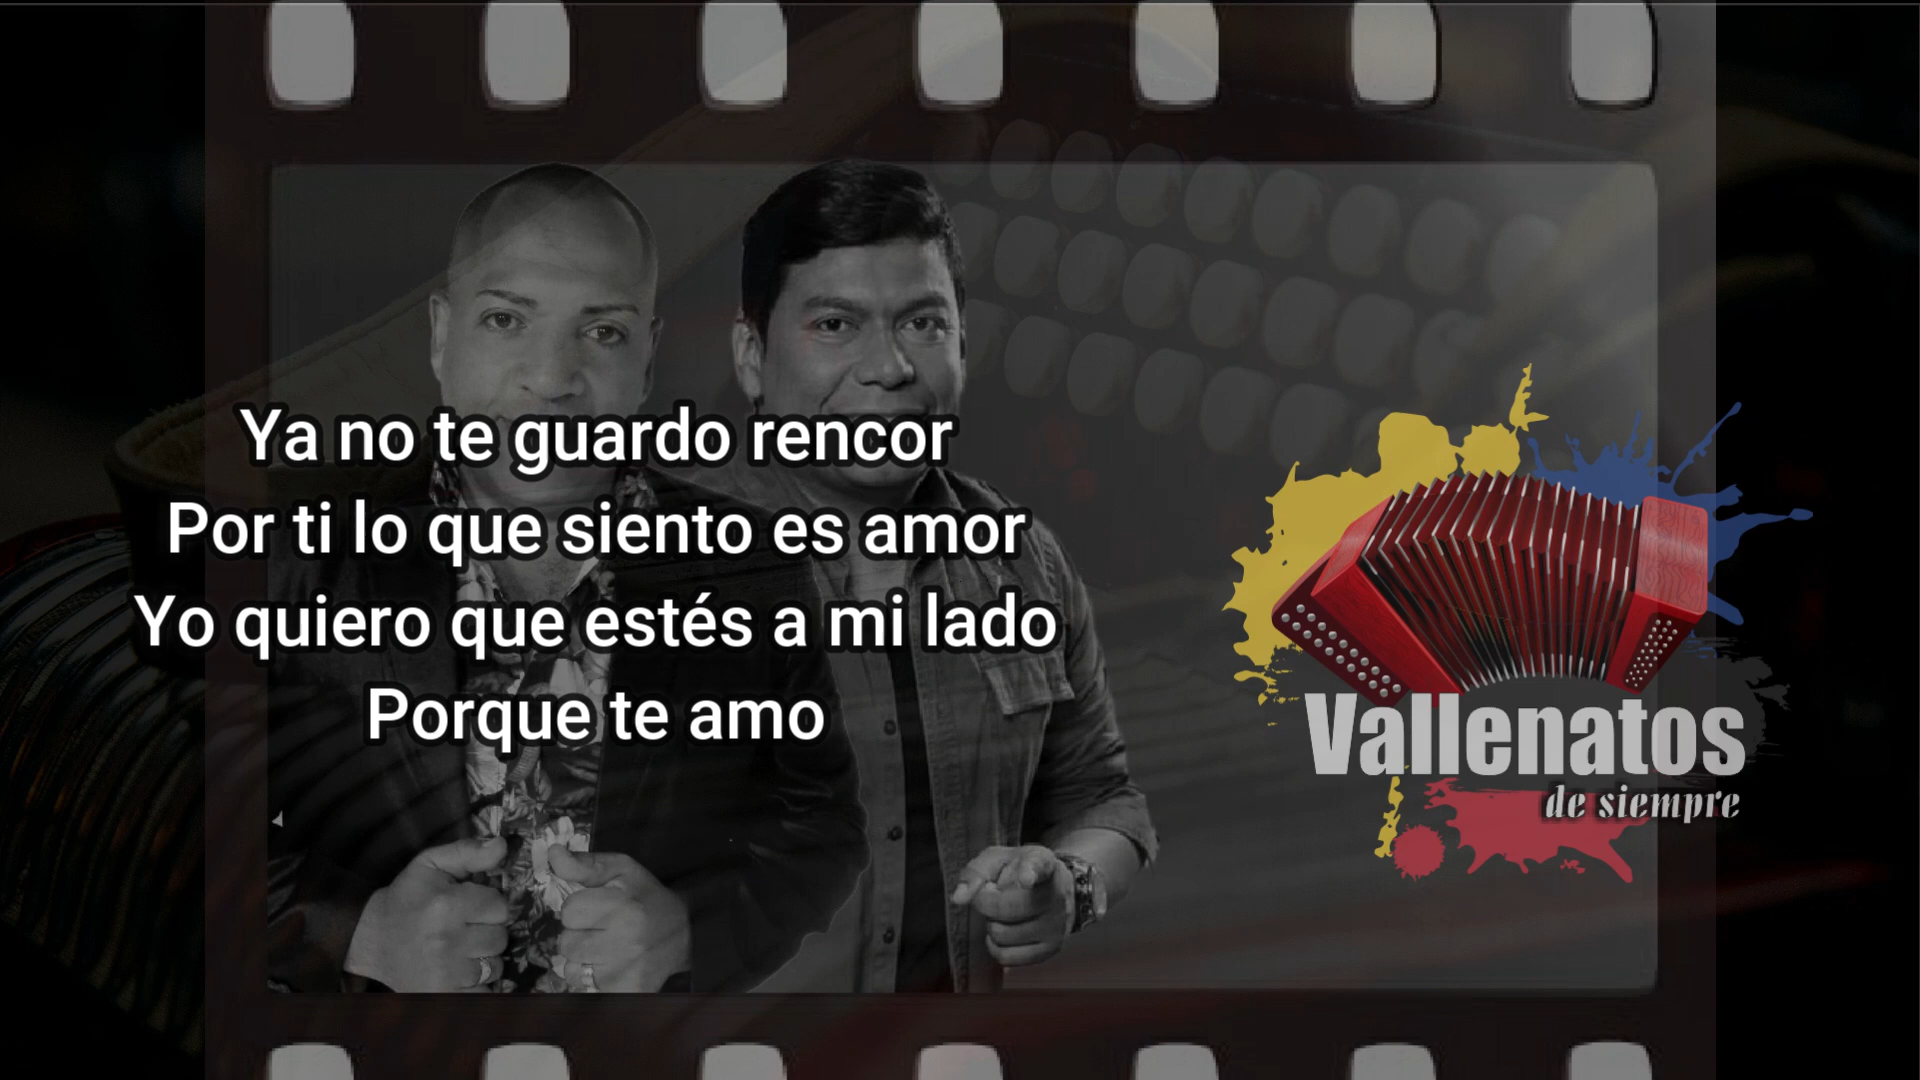 Ya no te guardo rencor
Por ti lo que siento es amor
Yo quiero que estés a mi lado
Porque te amo
Vallenatos
de siempre